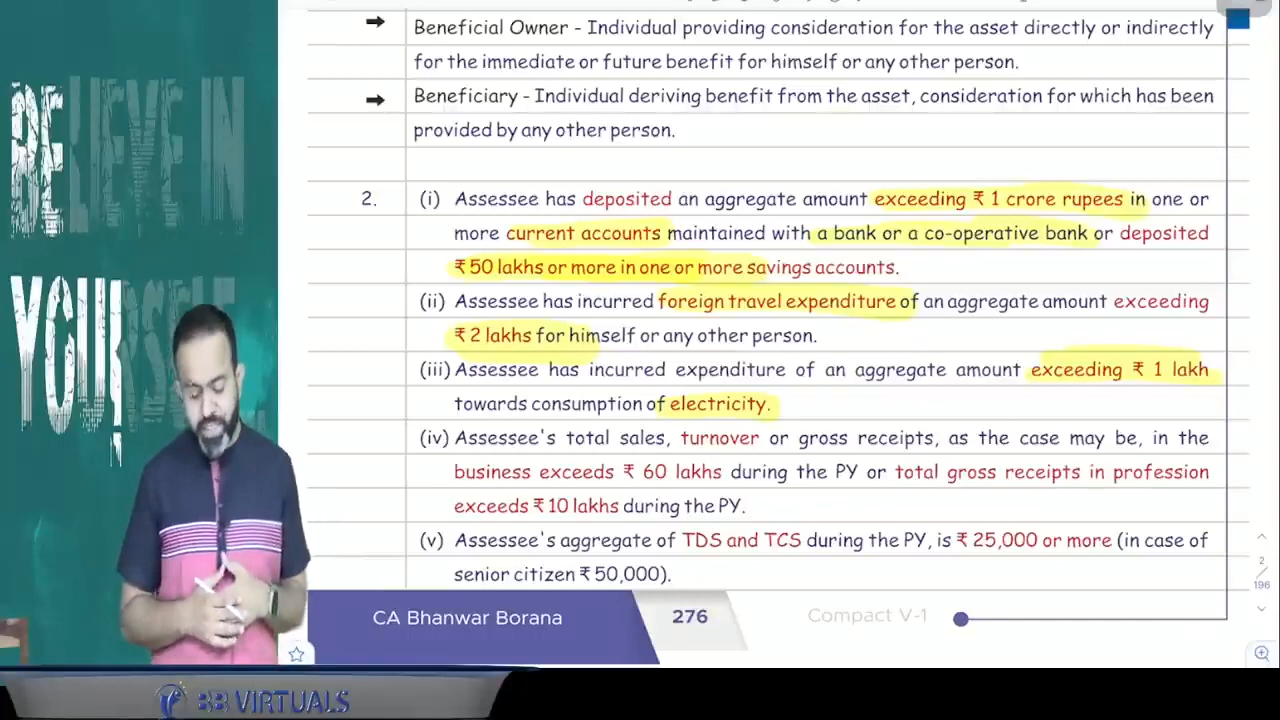 ➡ Beneficial Owner - Individual providing consideration for the asset directly or indirectly
for the immediate or future benefit for himself or any other person.
➡ Beneficiary - Individual deriving benefit from the asset, consideration for which has been
provided by any other person.
2. (i) Assessee has deposited an aggregate amount exceeding ₹ 1 crore rupees in one or
more current accounts maintained with a bank or a co-operative bank or deposited
₹ 50 lakhs or more in one or more savings accounts.
(ii) Assessee has incurred foreign travel expenditure of an aggregate amount exceeding
₹ 2 lakhs for himself or any other person.
(iii) Assessee has incurred expenditure of an aggregate amount exceeding ₹ 1 lakh
towards consumption of electricity.
(iv) Assessee's total sales, turnover or gross receipts, as the case may be, in the
business exceeds ₹ 60 lakhs during the PY or total gross receipts in profession
exceeds ₹ 10 lakhs during the PY.
(v) Assessee's aggregate of TDS and TCS during the PY, is ₹ 25,000 or more (in case of
senior citizen ₹ 50,000).
CA Bhanwar Borana 276 Compact V-1
2
/
196
BELIEVE IN
YOURSELF
BB VIRTUALS